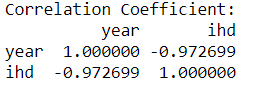 Correlation Coefficient:
year ihd
year 1.000000 -0.972699
ihd -0.972699 1.000000